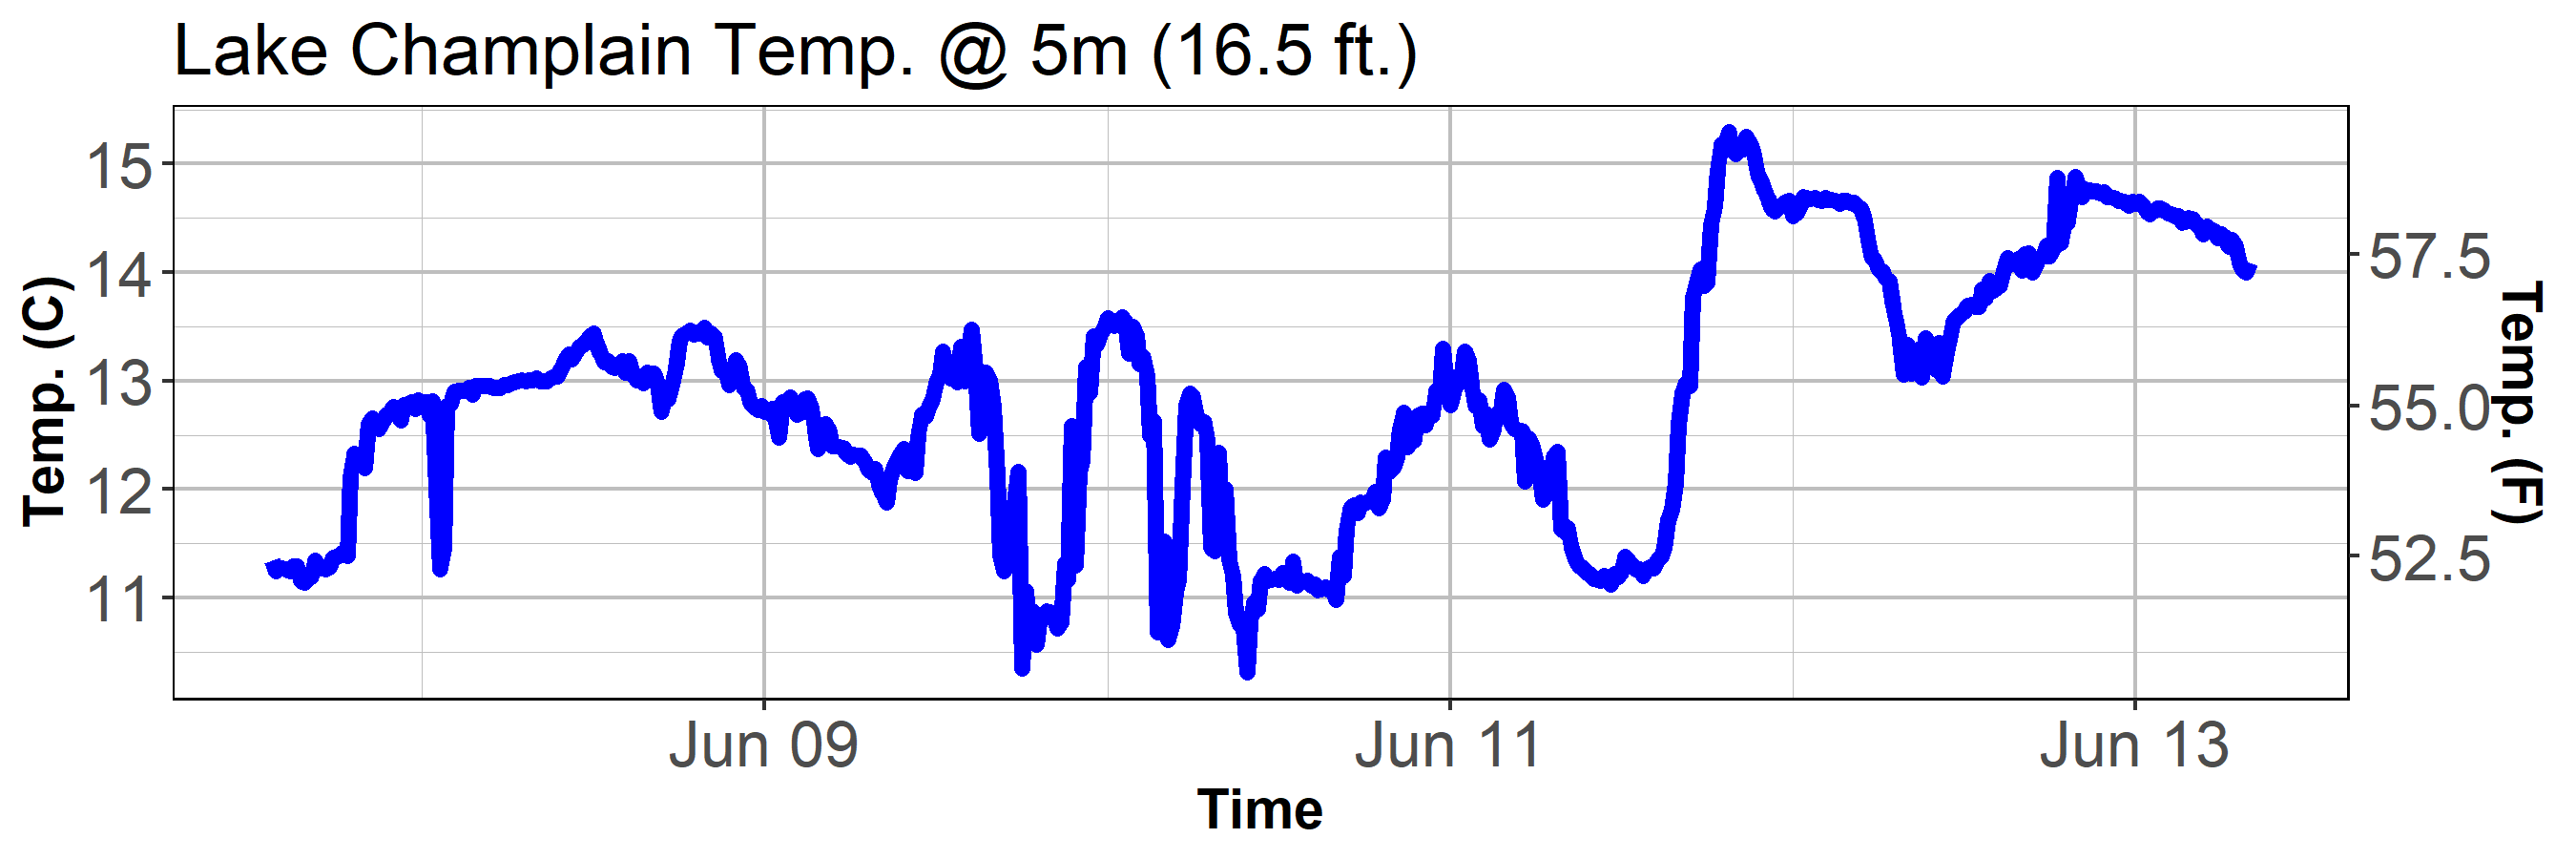 Lake Champlain Temp. @ 5m (16.5 ft.)
Temp. (C)
15
14
13
12
11
57.5
55.0
52.5
Temp. (F)
Jun 09
Jun 11
Jun 13
Time